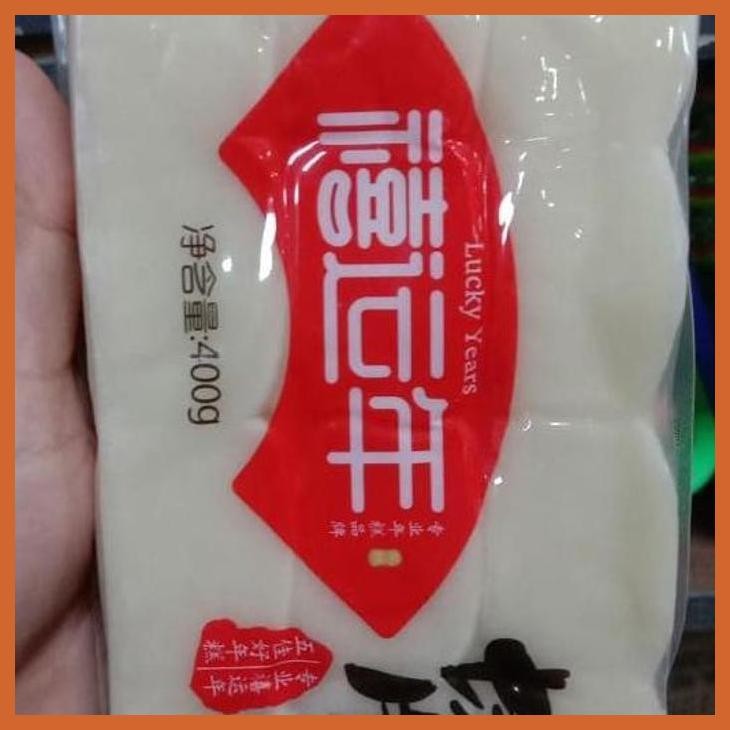 Lucky Years
禧运年
专业年糕品牌
净含量:400g
专业禧运年
五佳好年糕